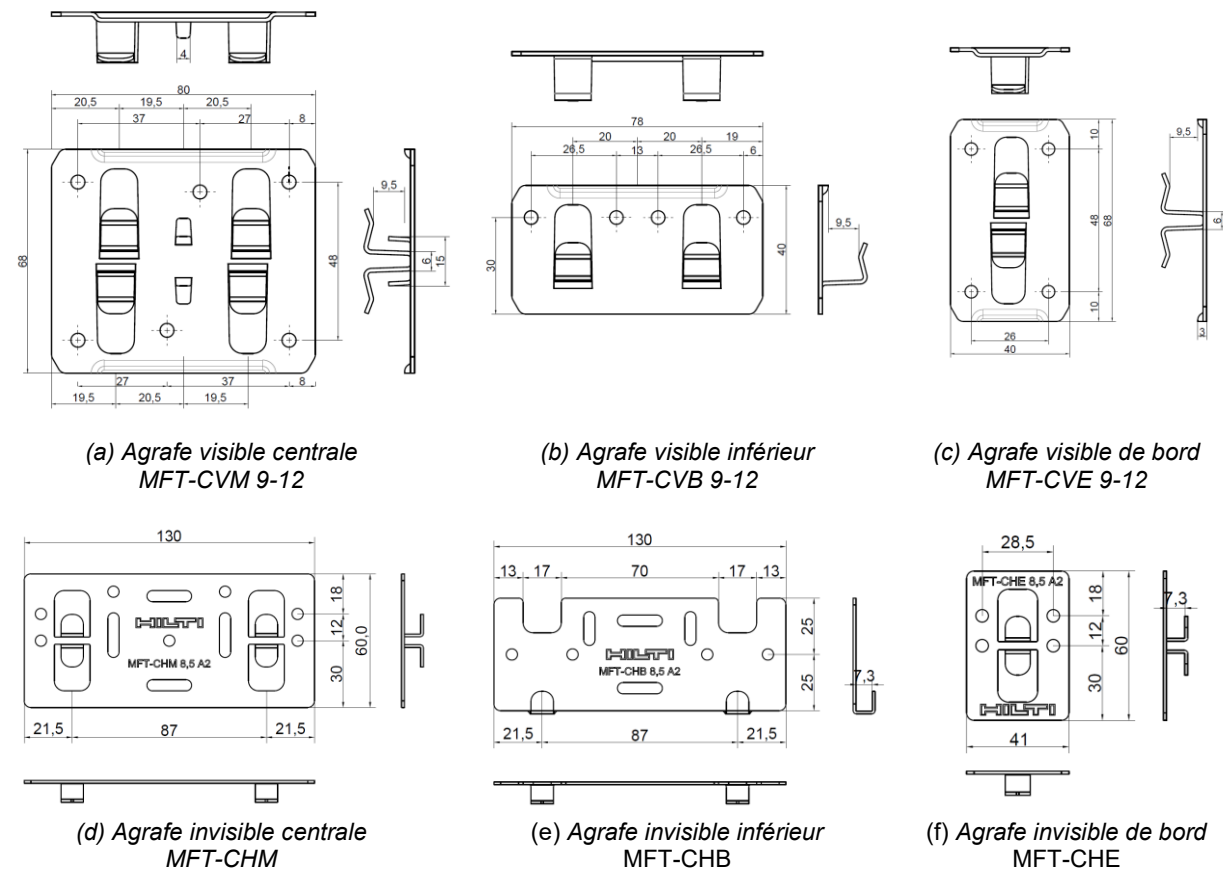 4
80
20,5 19,5 20,5
37 27 8
68
48
27 37 8
19,5 20,5 19,5
9,5
6
15
(a) Agrafe visible centrale
MFT-CVM 9-12
78
20 20 19
26,5 13 26,5 6
30
40
9,5
(b) Agrafe visible inférieur
MFT-CVB 9-12
10
48
68
10
26
40
9,5
6
3
(c) Agrafe visible de bord
MFT-CVE 9-12
130
HILTI
MFT-CHM 8,5 A2
18
12
30
60,0
21,5 87 21,5
(d) Agrafe invisible centrale
MFT-CHM
130
13 17 70 17 13
HILTI
MFT-CHB 8,5 A2
25
25
7,3
21,5 87 21,5
(e) Agrafe invisible inférieur
MFT-CHB
28,5
MFT-CHE 8,5 A2
18
12
30
60
HILTI
41
7,3
(f) Agrafe invisible de bord
MFT-CHE